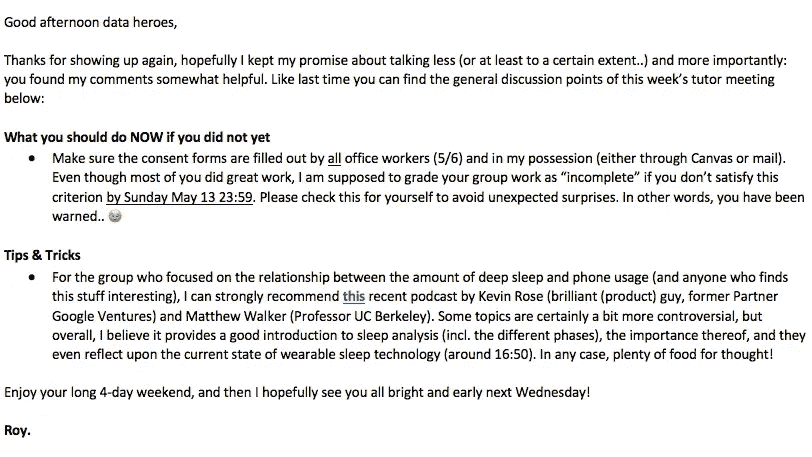 Good afternoon data heroes,
Thanks for showing up again, hopefully I kept my promise about talking less (or at least to a certain extent..) and more importantly:
you found my comments somewhat helpful. Like last time you can find the general discussion points of this week's tutor meeting
below:
What you should do NOW if you did not yet
• Make sure the consent forms are filled out by all office workers (5/6) and in my possession (either through Canvas or mail).
Even though most of you did great work, I am supposed to grade your group work as "incomplete" if you don't satisfy this
criterion by Sunday May 13 23:59. Please check this for yourself to avoid unexpected surprises. In other words, you have been
warned..
Tips & Tricks
• For the group who focused on the relationship between the amount of deep sleep and phone usage (and anyone who finds
this stuff interesting), I can strongly recommend this recent podcast by Kevin Rose (brilliant (product) guy, former Partner
Google Ventures) and Matthew Walker (Professor UC Berkeley). Some topics are certainly a bit more controversial, but
overall, I believe it provides a good introduction to sleep analysis (incl. the different phases), the importance thereof, and they
even reflect upon the current state of wearable sleep technology (around 16:50). In any case, plenty of food for thought!
Enjoy your long 4-day weekend, and then I hopefully see you all bright and early next Wednesday!
Roy.